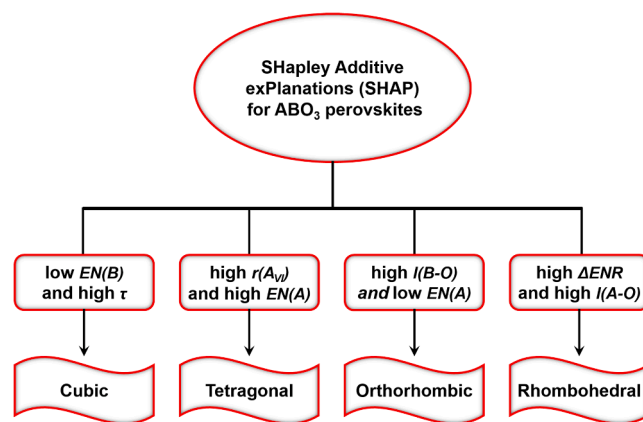 SHapley Additive
exPlanations (SHAP)
for ABO₃ perovskites
low EN(B)
and high τ
high r(A_VI)
and high EN(A)
high l(B-O)
and low EN(A)
high ΔENR
and high l(A-O)
Cubic
Tetragonal
Orthorhombic
Rhombohedral